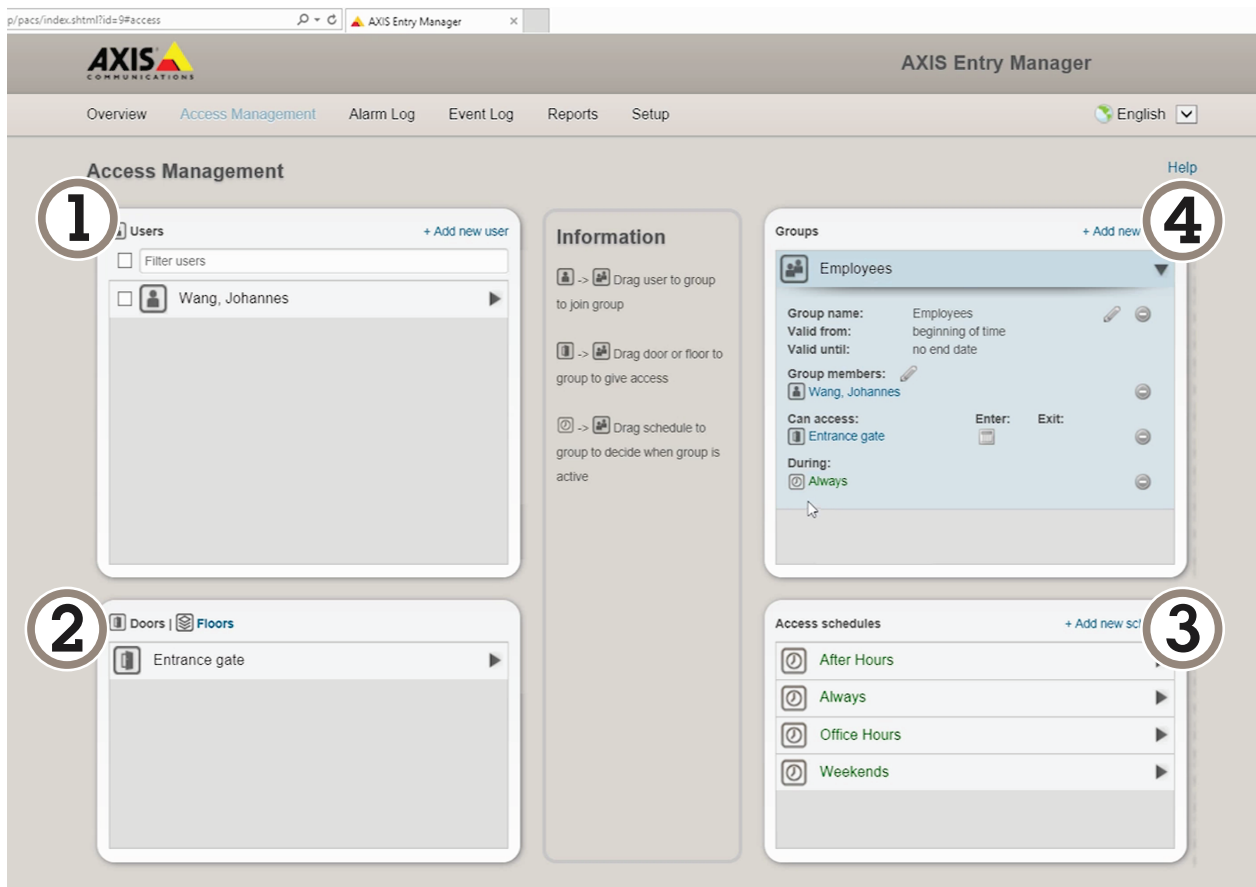 p/pacs/index.shtml?id=9#access
AXIS Entry Manager
AXIS
COMMUNICATIONS
AXIS Entry Manager
Overview Access Management Alarm Log Event Log Reports Setup
English
Access Management
Help
1
Users
+ Add new user
Filter users
Wang, Johannes
Information
-> Drag user to group
to join group
-> Drag door or floor to
group to give access
-> Drag schedule to
group to decide when group is
active
4
Groups
+ Add new
Employees
Group name: Employees
Valid from: beginning of time
Valid until: no end date
Group members:
Wang, Johannes
Can access: Enter: Exit:
Entrance gate
During:
Always
2
Doors | Floors
Entrance gate
3
Access schedules
+ Add new
After Hours
Always
Office Hours
Weekends